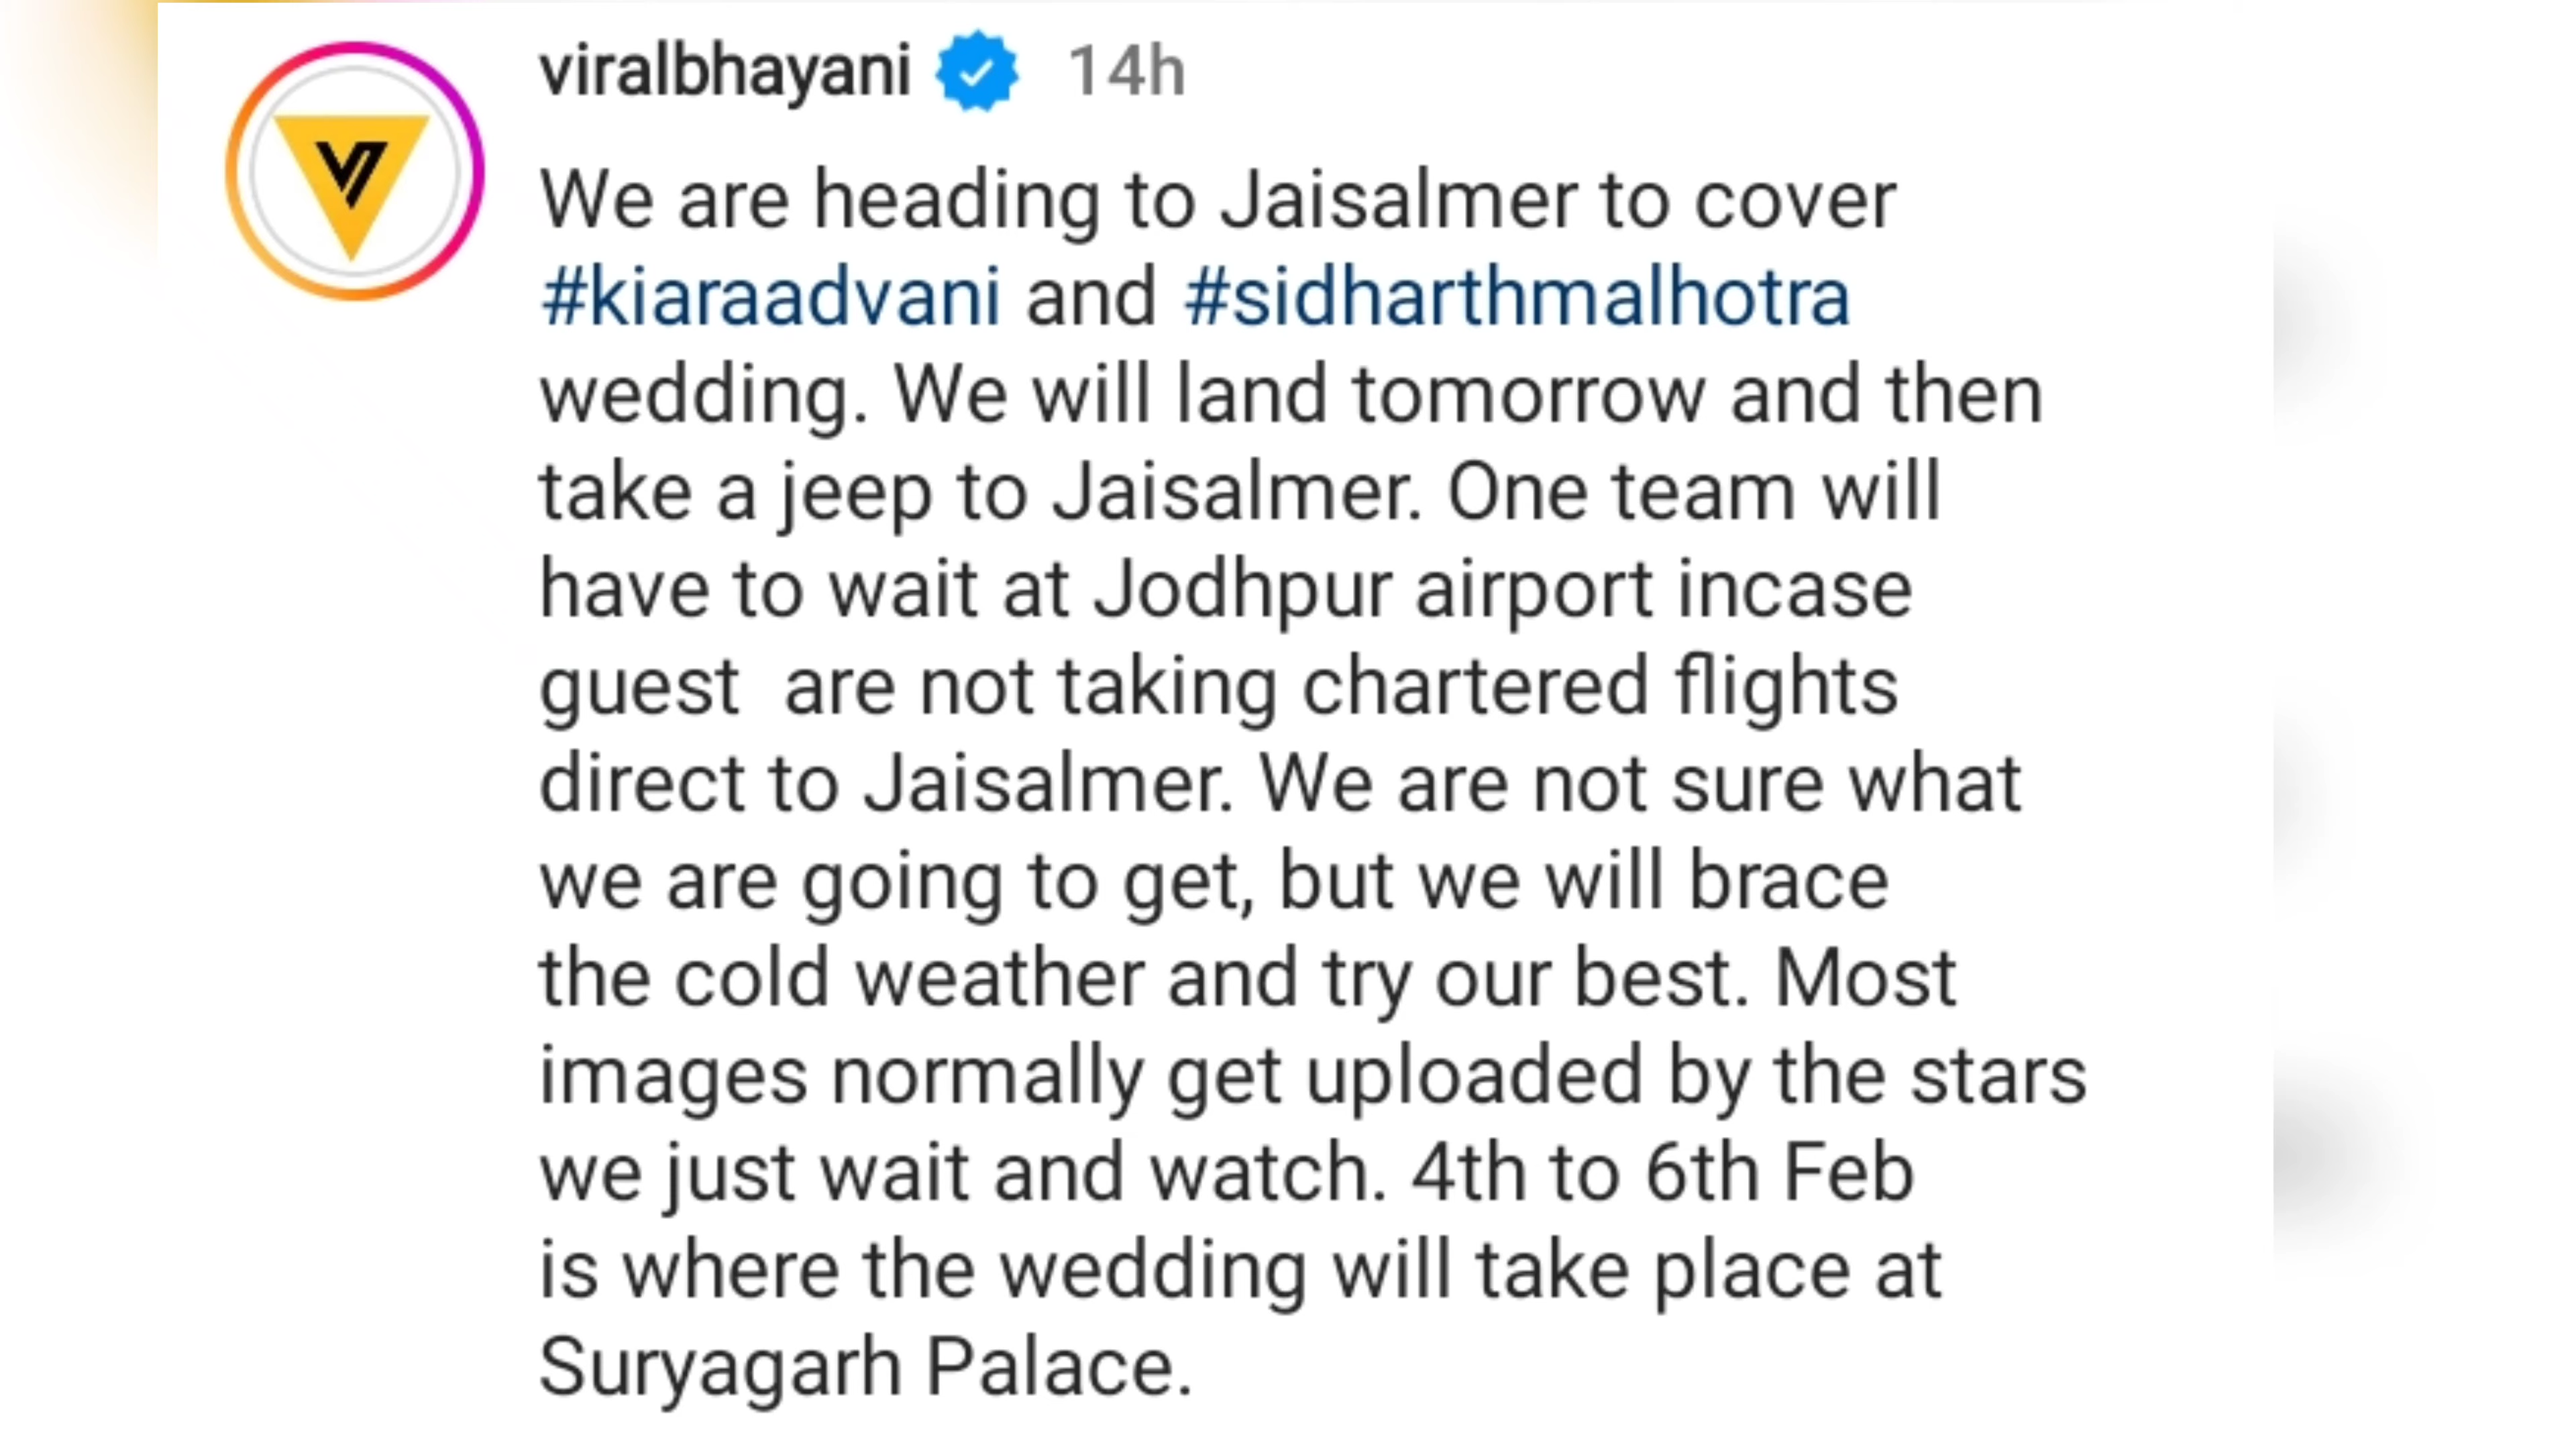 viralbhayani 14h
We are heading to Jaisalmer to cover
#kiaraadvani and #sidharthmalhotra
wedding. We will land tomorrow and then
take a jeep to Jaisalmer. One team will
have to wait at Jodhpur airport incase
guest  are not taking chartered flights
direct to Jaisalmer. We are not sure what
we are going to get, but we will brace
the cold weather and try our best. Most
images normally get uploaded by the stars
we just wait and watch. 4th to 6th Feb
is where the wedding will take place at
Suryagarh Palace.